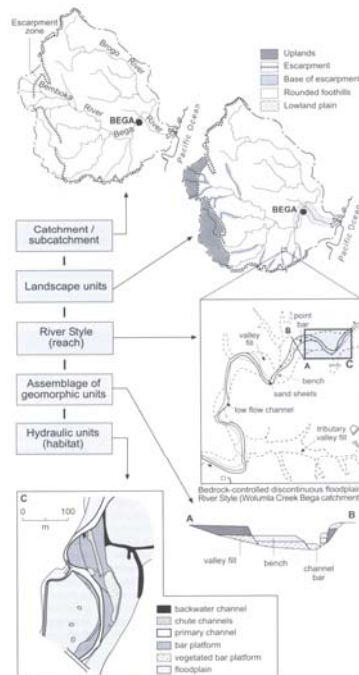 Escarpment
zone
Brogo River
Bemboka River
BEGA
Bega River
Pacific Ocean
Uplands
Escarpment
Base of escarpment
Rounded foothills
Lowland plain
BEGA
Pacific Ocean
Catchment /
subcatchment
Landscape units
River Style
(reach)
Assemblage of
geomorphic units
Hydraulic units
(habitat)
point
bar
valley
fill
B
A
C
bench
sand sheets
low flow channel
tributary
valley fill
Bedrock-controlled discontinuous floodplain
River Style (Wolumla Creek Bega catchment)
A
B
valley fill
bench
channel
bar
C
0
100
m
backwater channel
chute channels
primary channel
bar platform
vegetated bar platform
floodplain